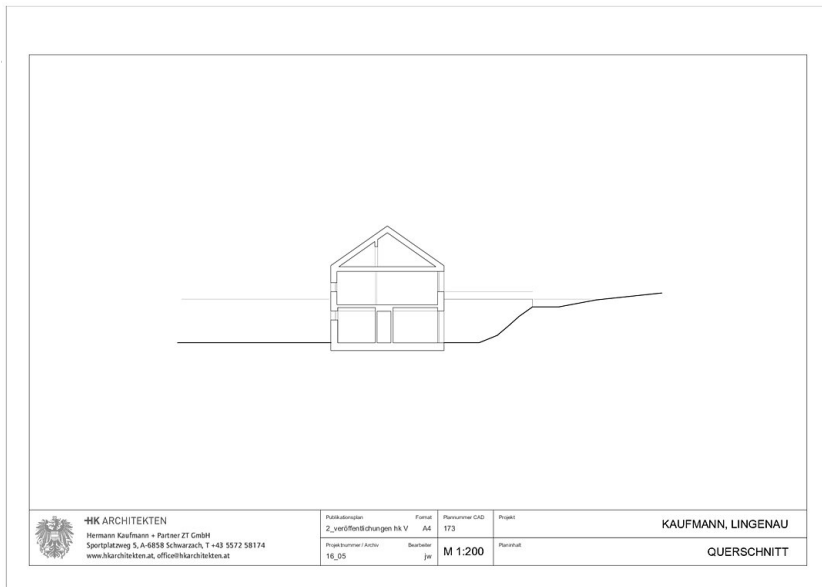 HK ARCHITEKTEN
Hermann Kaufmann + Partner ZT GmbH
Sportplatzweg 5, A-6858 Schwarzach, T +43 5572 58174
www.hkarchitekten.at, office@hkarchitekten.at
Publikationsplan Format
2_veröffentlichungen hk V A4
Projektnummer / Archiv Bearbeiter
16_05 jw
Plannummer CAD
173
M 1:200
Projekt
KAUFMANN, LINGENAU
Planinhalt
QUERSCHNITT